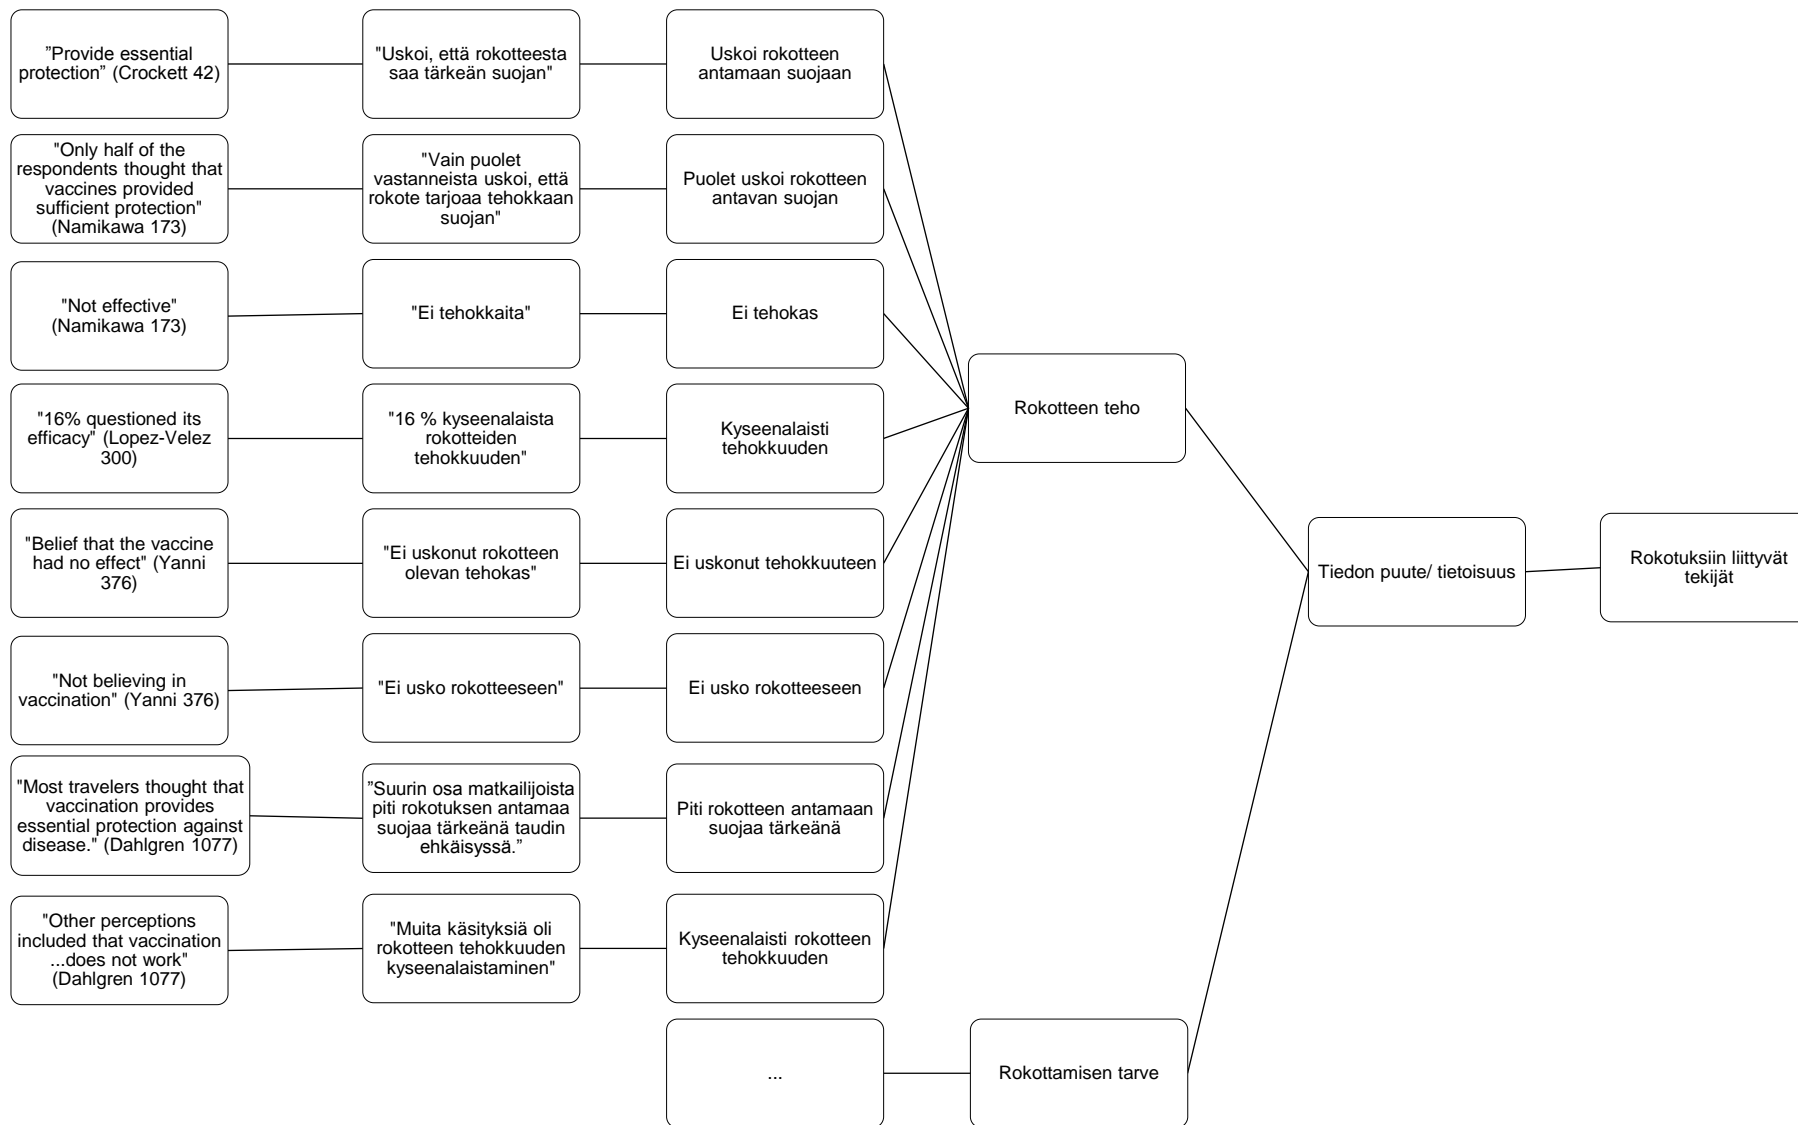 ”Provide essential
protection” (Crockett 42)
"Uskoi, että rokotteesta
saa tärkeän suojan"
Uskoi rokotteen
antamaan suojaan
"Only half of the
respondents thought that
vaccines provided
sufficient protection"
(Namikawa 173)
"Vain puolet
vastanneista uskoi, että
rokote tarjoaa tehokkaan
suojan"
Puolet uskoi rokotteen
antavan suojan
"Not effective"
(Namikawa 173)
"Ei tehokkaita"
Ei tehokas
"16% questioned its
efficacy" (Lopez-Velez
300)
"16 % kyseenalaista
rokotteiden
tehokkuuden"
Kyseenalaisti
tehokkuuden
"Belief that the vaccine
had no effect" (Yanni
376)
"Ei uskonut rokotteen
olevan tehokas"
Ei uskonut tehokkuuteen
"Not believing in
vaccination" (Yanni 376)
"Ei usko rokotteeseen"
Ei usko rokotteeseen
"Most travelers thought that
vaccination provides
essential protection against
disease." (Dahlgren 1077)
”Suurin osa matkailijoista
piti rokotuksen antamaa
suojaa tärkeänä taudin
ehkäisyssä.”
Piti rokotteen antamaan
suojaa tärkeänä
"Other perceptions
included that vaccination
...does not work"
(Dahlgren 1077)
"Muita käsityksiä oli
rokotteen tehokkuuden
kyseenalaistaminen"
Kyseenalaisti rokotteen
tehokkuuden
...
Rokotteen teho
Rokottamisen tarve
Tiedon puute/ tietoisuus
Rokotuksiin liittyvät
tekijät